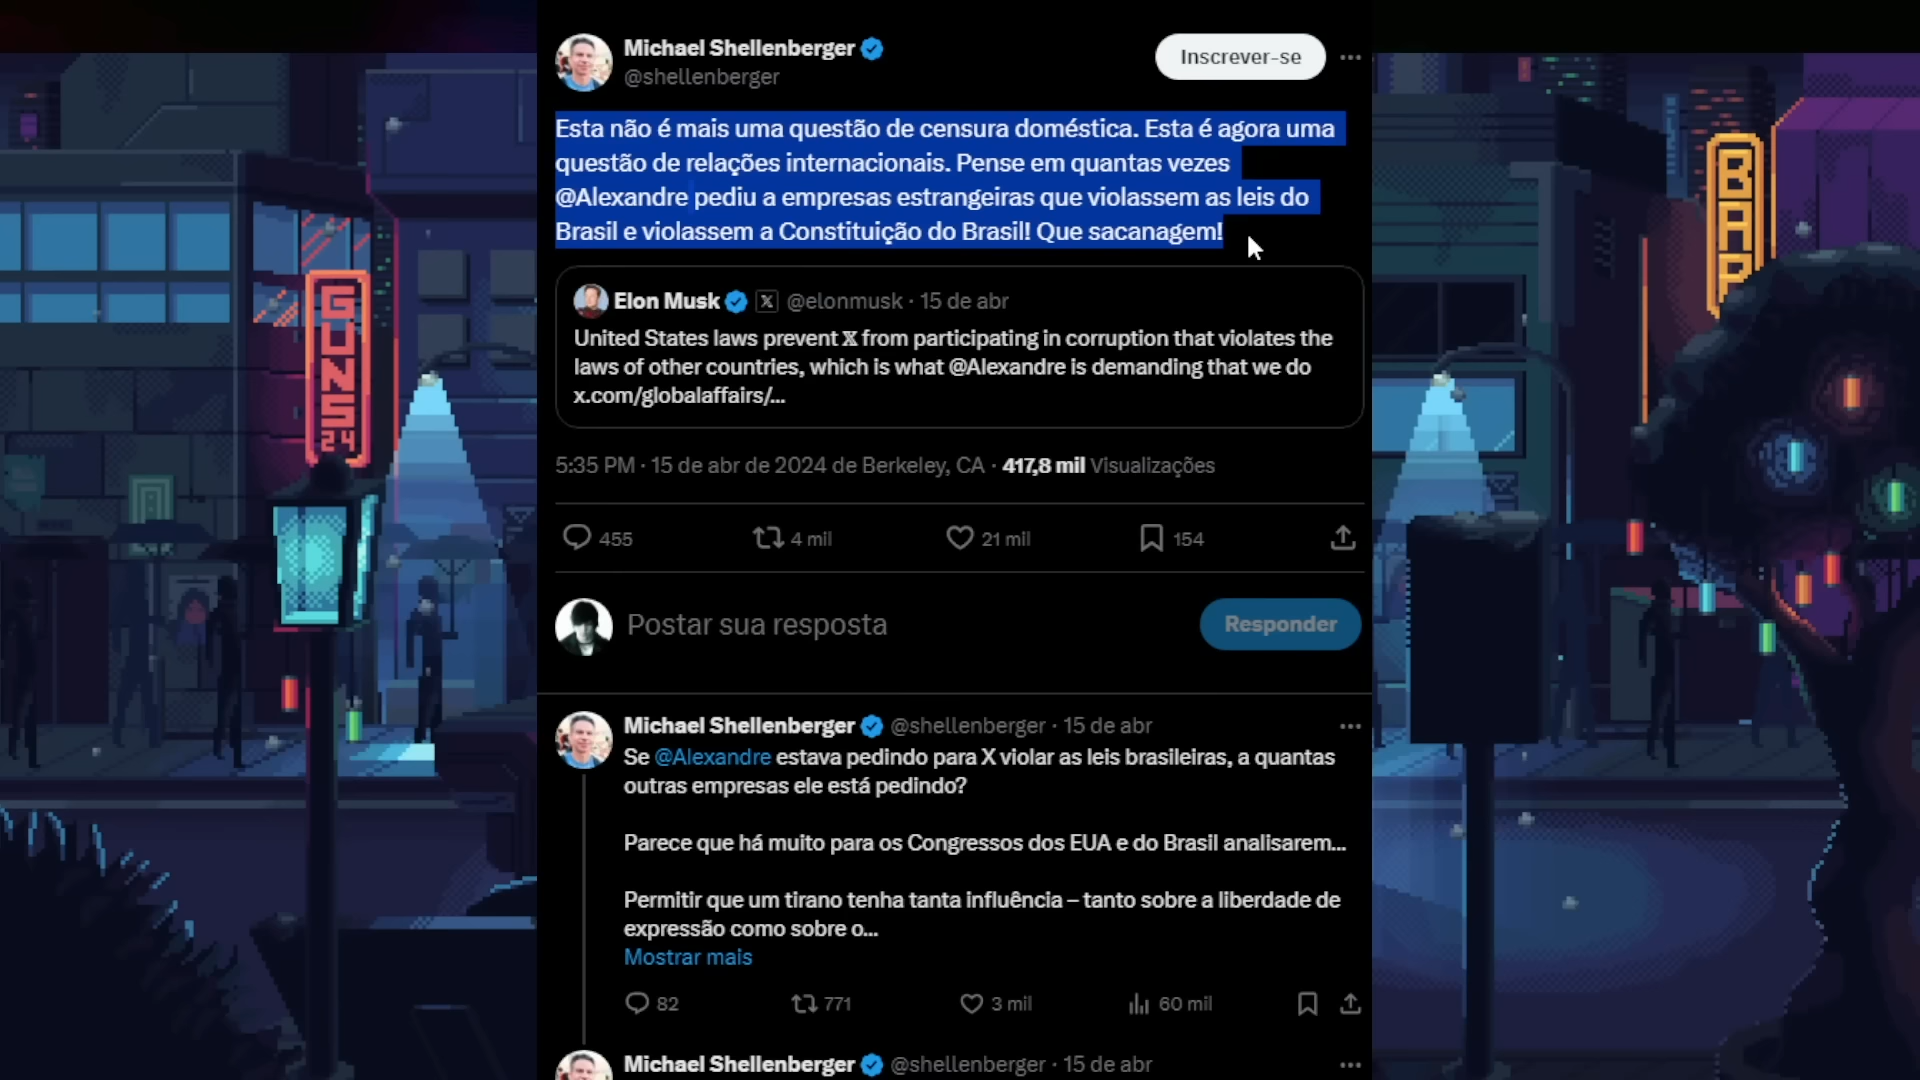 Michael Shellenberger
@shellenberger
Inscrever-se
Esta não é mais uma questão de censura doméstica. Esta é agora uma
questão de relações internacionais. Pense em quantas vezes
@Alexandre pediu a empresas estrangeiras que violassem as leis do
Brasil e violassem a Constituição do Brasil! Que sacanagem!
Elon Musk @elonmusk · 15 de abr
United States laws prevent 𝕏 from participating in corruption that violates the
laws of other countries, which is what @Alexandre is demanding that we do
x.com/globalaffairs/...
5:35 PM · 15 de abr de 2024 de Berkeley, CA · 417,8 mil Visualizações
455 4 mil 21 mil 154
Postar sua resposta
Responder
Michael Shellenberger @shellenberger · 15 de abr
Se @Alexandre estava pedindo para X violar as leis brasileiras, a quantas
outras empresas ele está pedindo?
Parece que há muito para os Congressos dos EUA e do Brasil analisarem...
Permitir que um tirano tenha tanta influência – tanto sobre a liberdade de
expressão como sobre o...
Mostrar mais
82 771 3 mil 60 mil
Michael Shellenberger @shellenberger · 15 de abr
GUNS
24
BAR